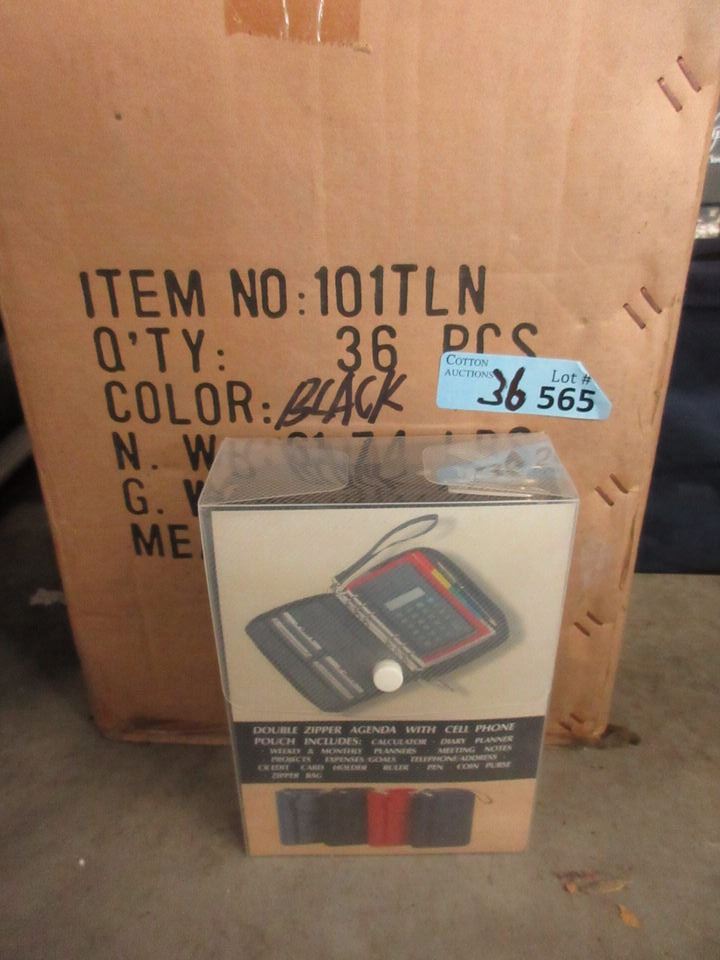 ITEM NO:101TLN
Q'TY: 36 PCS
COLOR: BLACK
COTTON
AUCTIONS 36
Lot #
565
N. W
G. W
ME
DOUBLE ZIPPER AGENDA WITH CELL PHONE
POUCH INCLUDES: CALCULATOR · DIARY PLANNER
WEEKLY & MONTHLY PLANNERS MEETING NOTES
PROJECTS · EXPENSES/GOALS · TELEPHONE/ADDRESS ·
CREDIT CARD HOLDER · RULER · PEN · COIN PURSE
ZIPPER BAG